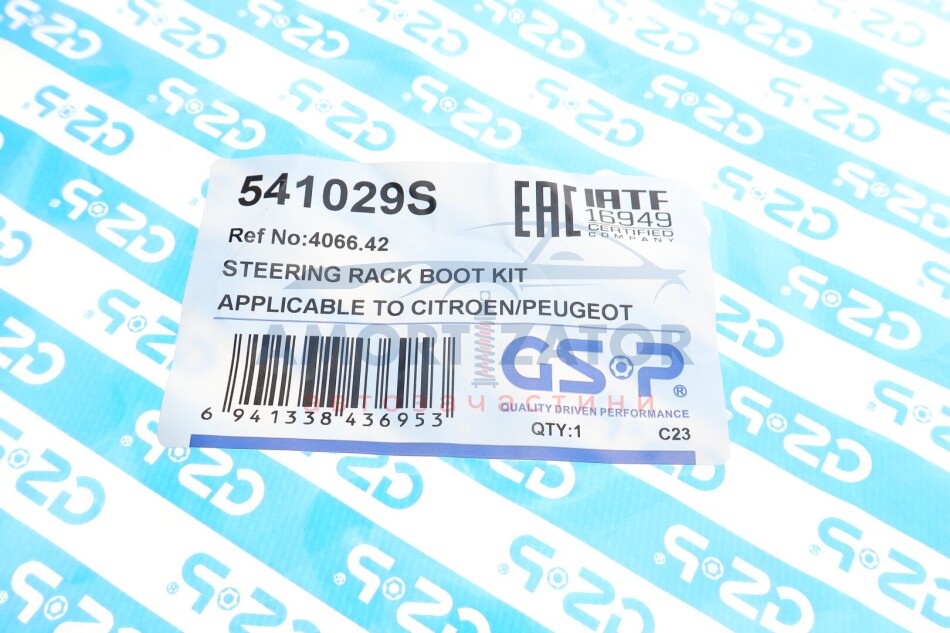 541029S
EAC
IATF
16949
CERTIFIED
COMPANY
Ref No:4066.42
STEERING RACK BOOT KIT
APPLICABLE TO CITROEN/PEUGEOT
AMORTIZATOR
автозапчастини
GSP®
QUALITY DRIVEN PERFORMANCE
6 941338 436953
QTY:1 C23